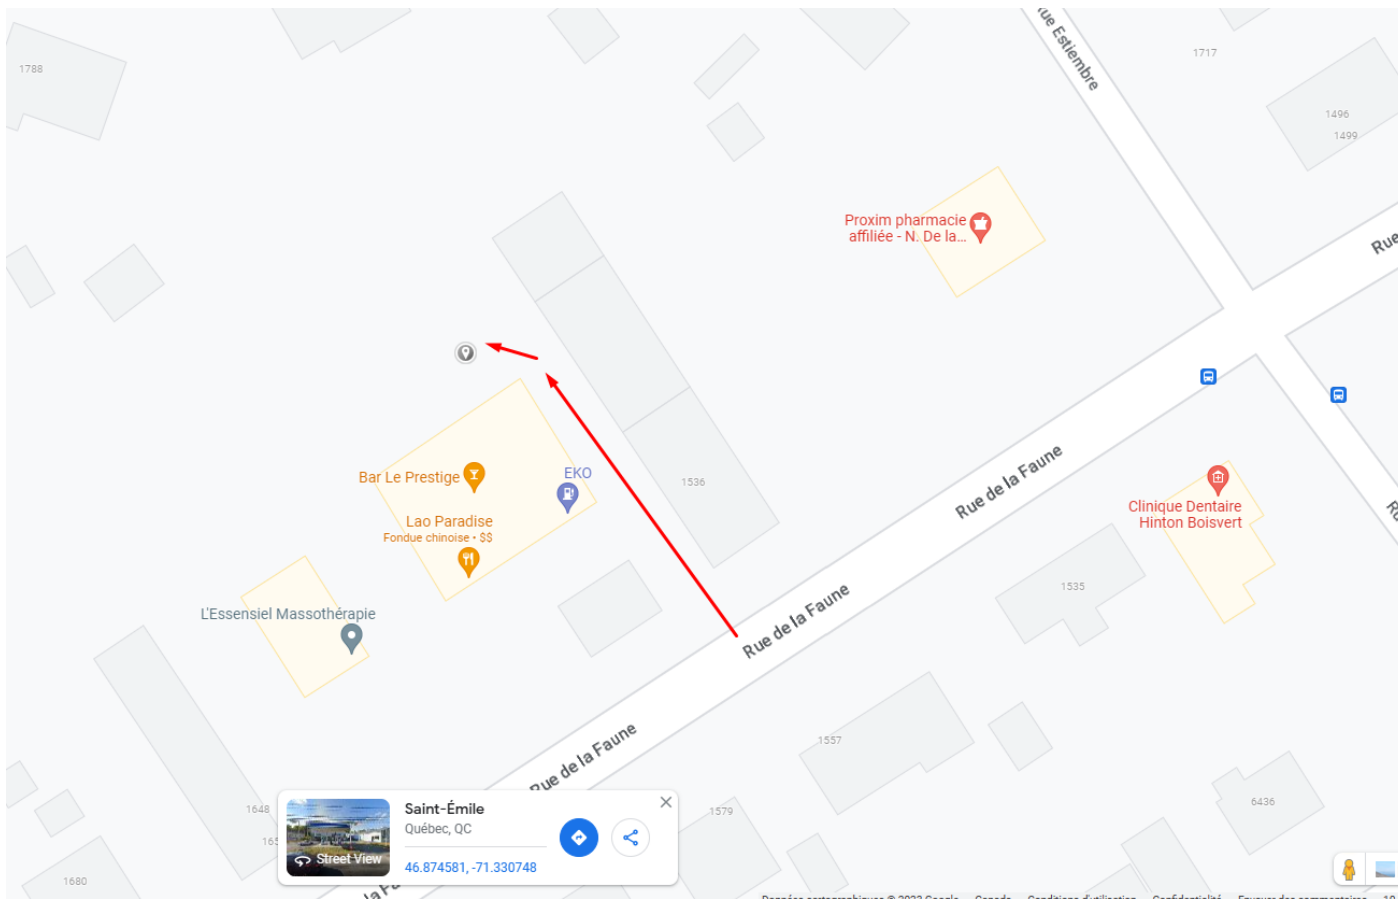 1788
Rue Estiembre
1717
1496
1499
Proxim pharmacie
affiliée - N. De la...
Rue
Bar Le Prestige
EKO
Lao Paradise
Fondue chinoise • $$
1536
Rue de la Faune
Clinique Dentaire
Hinton Boisvert
1535
Rue de la Faune
L'Essensiel Massothérapie
Rue de la Faune
1557
1648
1579
6436
1680
Saint-Émile
Québec, QC
46.874581, -71.330748
Street View